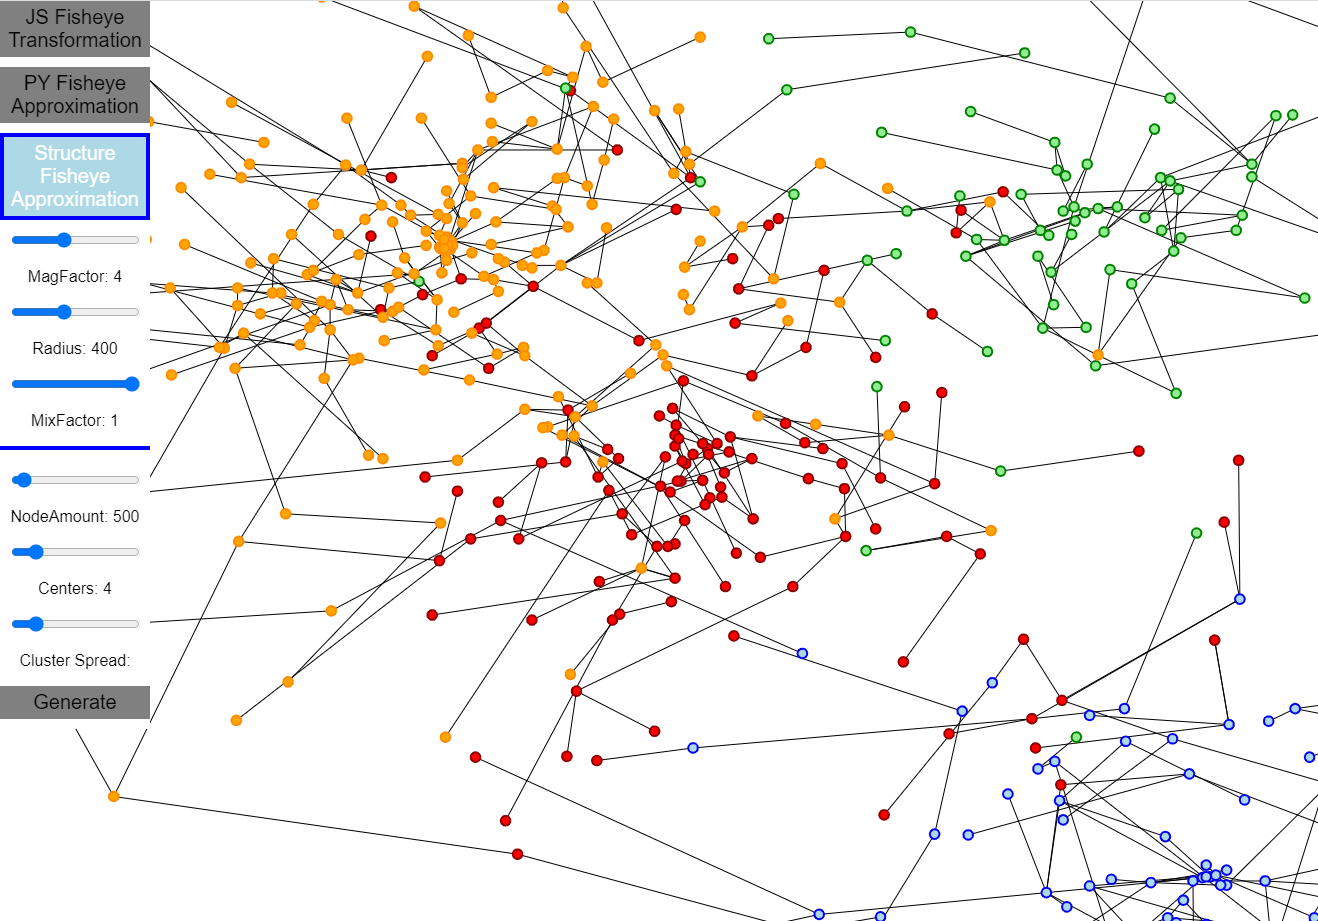 JS Fisheye
Transformation
PY Fisheye
Approximation
Structure
Fisheye
Approximation
MagFactor: 4
Radius: 400
MixFactor: 1
NodeAmount: 500
Centers: 4
Cluster Spread:
Generate